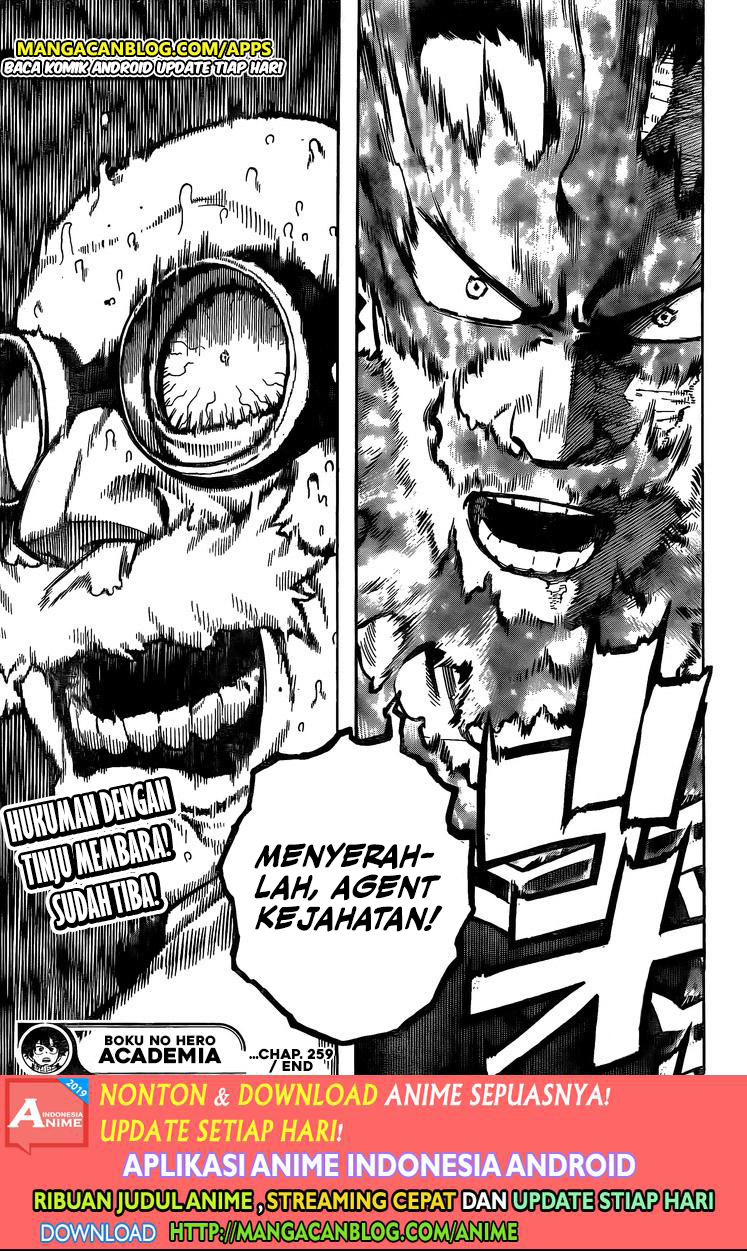 MANGACANBLOG.COM/APPS
BACA KOMIK ANDROID UPDATE TIAP HARI
HUKUMAN DENGAN
TINJU MEMBARA!
SUDAH TIBA!
MENYERAH-
LAH, AGENT
KEJAHATAN!
BOKU NO HERO
ACADEMIA
...CHAP. 259
/ END
2019
INDONESIA
ANIME
NONTON & DOWNLOAD ANIME SEPUASNYA!
UPDATE SETIAP HARI!
APLIKASI ANIME INDONESIA ANDROID
RIBUAN JUDUL ANIME , STREAMING CEPAT DAN UPDATE STIAP HARI
DOWNLOAD HTTP://MANGACANBLOG.COM/ANIME